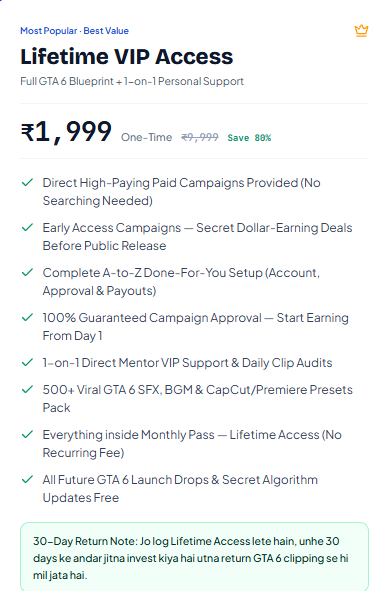 Most Popular · Best Value
Lifetime VIP Access
Full GTA 6 Blueprint + 1-on-1 Personal Support
₹1,999 One-Time ₹9,999 Save 80%
Direct High-Paying Paid Campaigns Provided (No
Searching Needed)
Early Access Campaigns — Secret Dollar-Earning Deals
Before Public Release
Complete A-to-Z Done-For-You Setup (Account,
Approval & Payouts)
100% Guaranteed Campaign Approval — Start Earning
From Day 1
1-on-1 Direct Mentor VIP Support & Daily Clip Audits
500+ Viral GTA 6 SFX, BGM & CapCut/Premiere Presets
Pack
Everything inside Monthly Pass — Lifetime Access (No
Recurring Fee)
All Future GTA 6 Launch Drops & Secret Algorithm
Updates Free
30-Day Return Note: Jo log Lifetime Access lete hain, unhe 30
days ke andar jitna invest kiya hai utna return GTA 6 clipping se hi
mil jata hai.